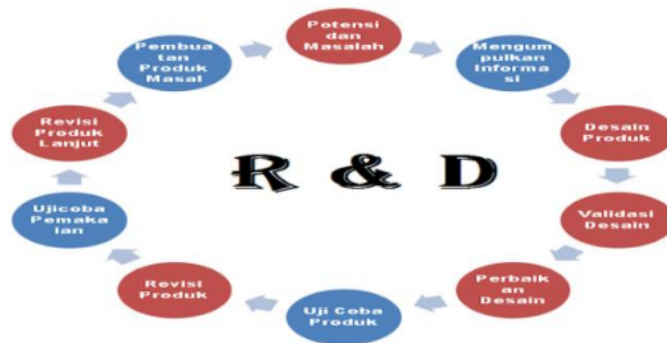 Potensi
dan
Masalah
Mengum
pulkan
Informa
si
Desain
Produk
Validasi
Desain
Perbaik
an
Desain
Uji Coba
Produk
Revisi
Produk
Ujicoba
Pemaka
ian
Revisi
Produk
Lanjut
Pembua
tan
Produk
Masal
R & D